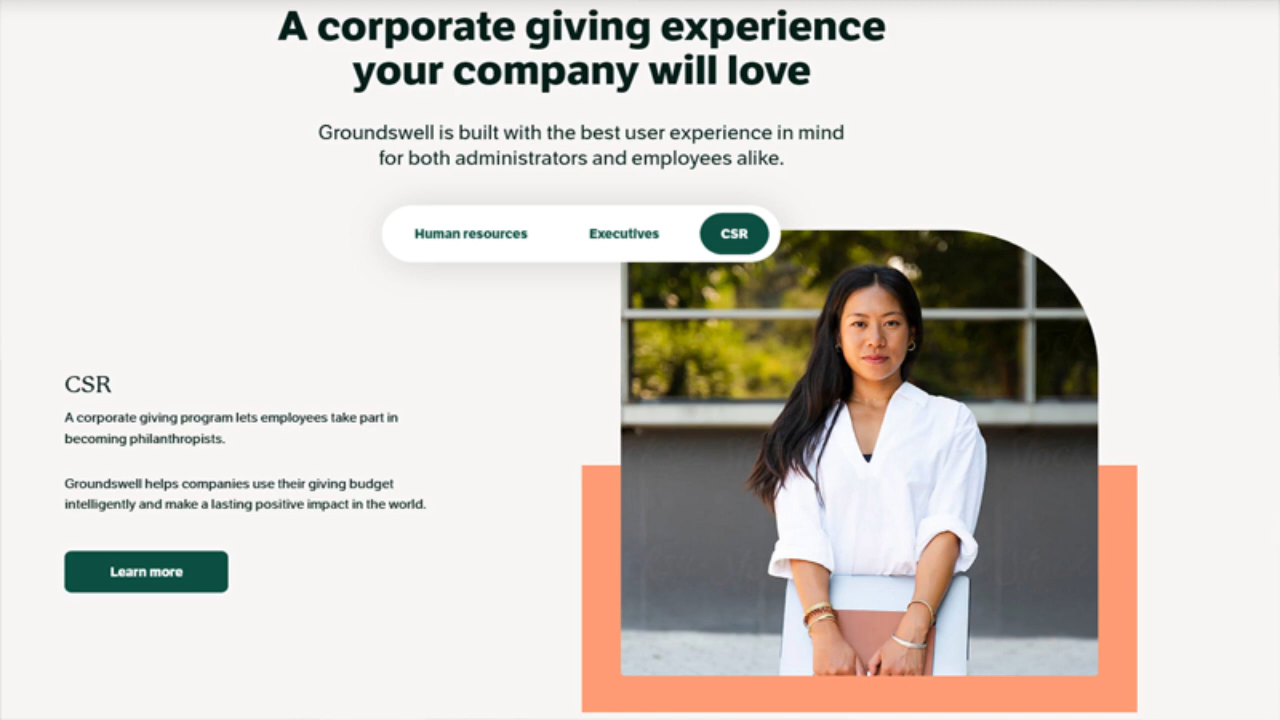 A corporate giving experience
your company will love
Groundswell is built with the best user experience in mind
for both administrators and employees alike.
Human resources
Executives
CSR
CSR
A corporate giving program lets employees take part in
becoming philanthropists.
Groundswell helps companies use their giving budget
intelligently and make a lasting positive impact in the world.
Learn more